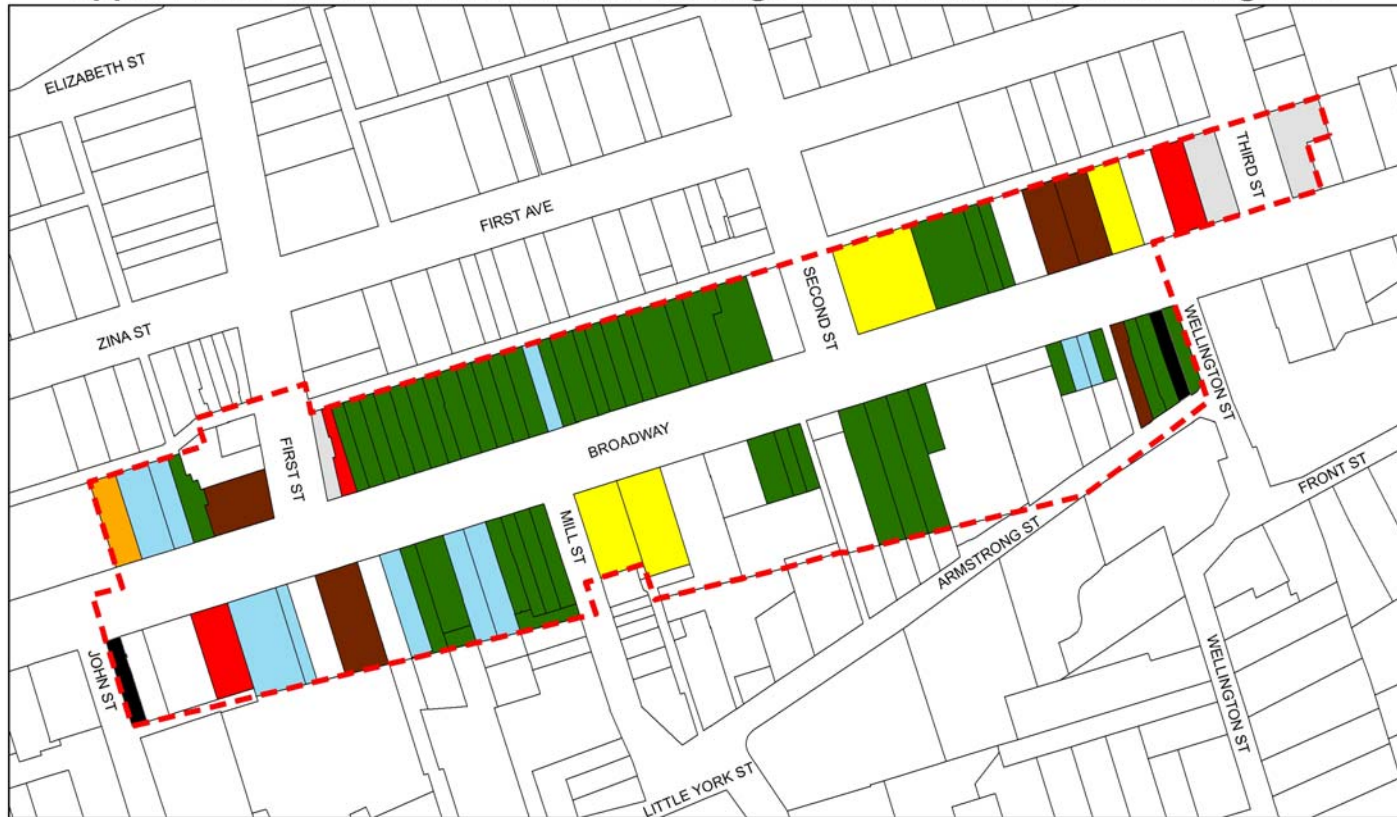 ELIZABETH ST
THIRD ST
FIRST AVE
SECOND ST
ZINA ST
WELLINGTON ST
BROADWAY
FIRST ST
FRONT ST
MILL ST
ARMSTRONG ST
JOHN ST
WELLINGTON ST
LITTLE YORK ST